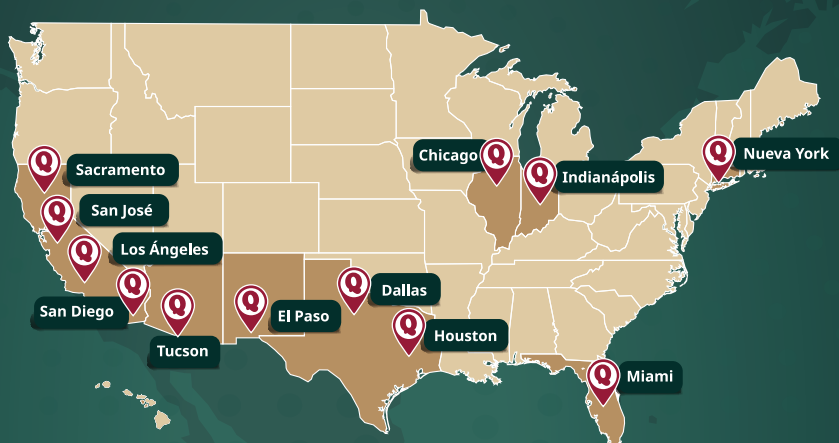 Chicago
Nueva York
Sacramento
Indianápolis
San José
Los Ángeles
Dallas
San Diego
El Paso
Houston
Tucson
Miami
Q
Q
Q
Q
Q
Q
Q
Q
Q
Q
Q
Q